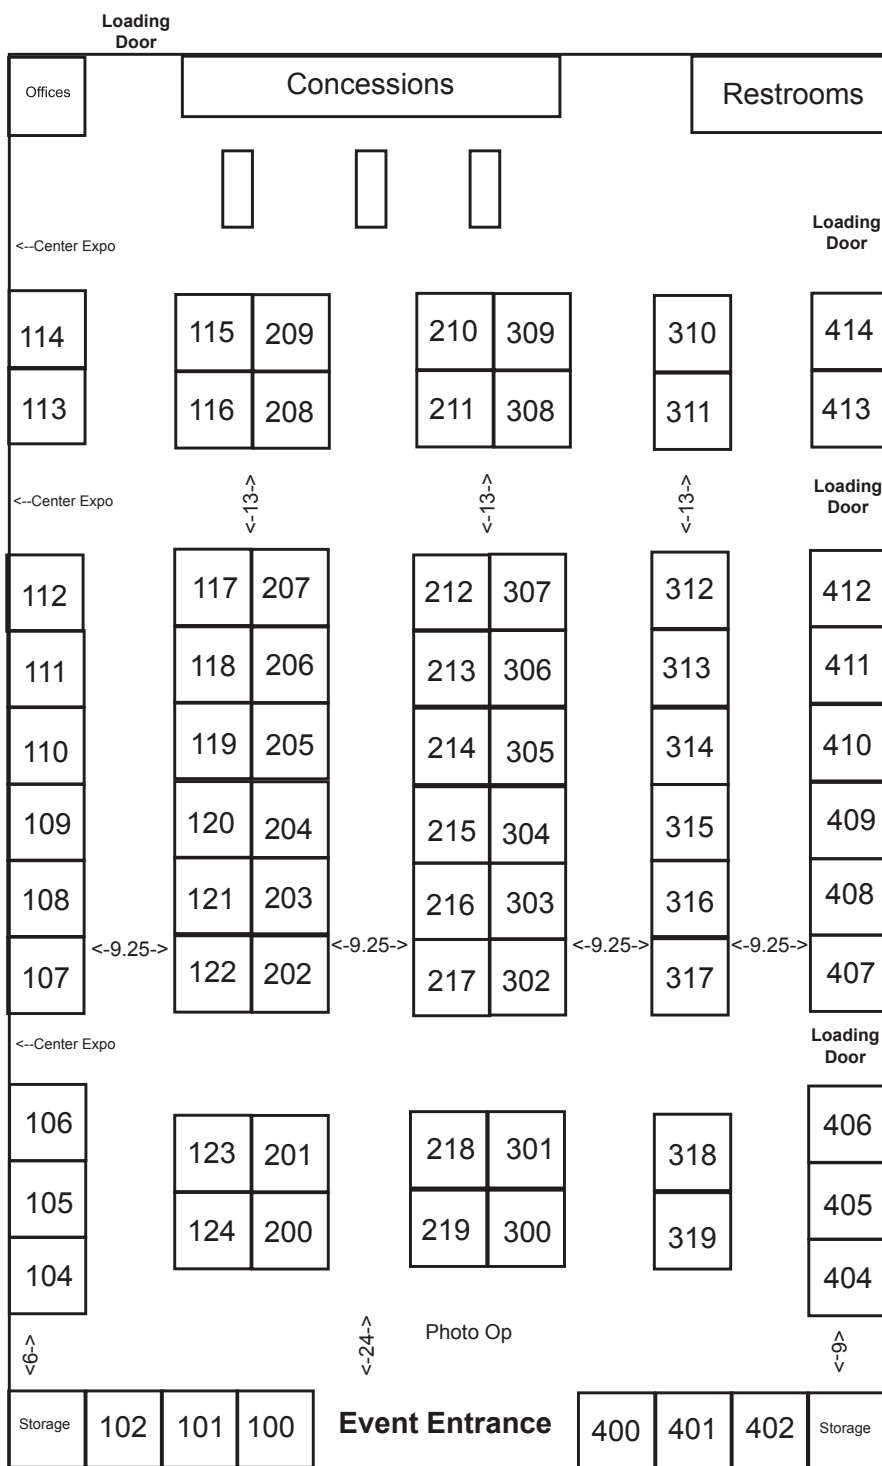 Loading
Door
Offices
Concessions
Restrooms
<--Center Expo
Loading
Door
114 115 209 210 309 310 414
113 116 208 211 308 311 413
<-13-> <-13-> <-13->
<--Center Expo
Loading
Door
112 117 207 212 307 312 412
111 118 206 213 306 313 411
110 119 205 214 305 314 410
109 120 204 215 304 315 409
108 121 203 216 303 316 408
<-9.25-> <-9.25-> <-9.25-> <-9.25->
107 122 202 217 302 317 407
<--Center Expo
Loading
Door
106 123 201 218 301 318 406
105 124 200 219 300 319 405
104 404
<6-> <-24-> Photo Op <-9->
Storage 102 101 100 Event Entrance 400 401 402 Storage